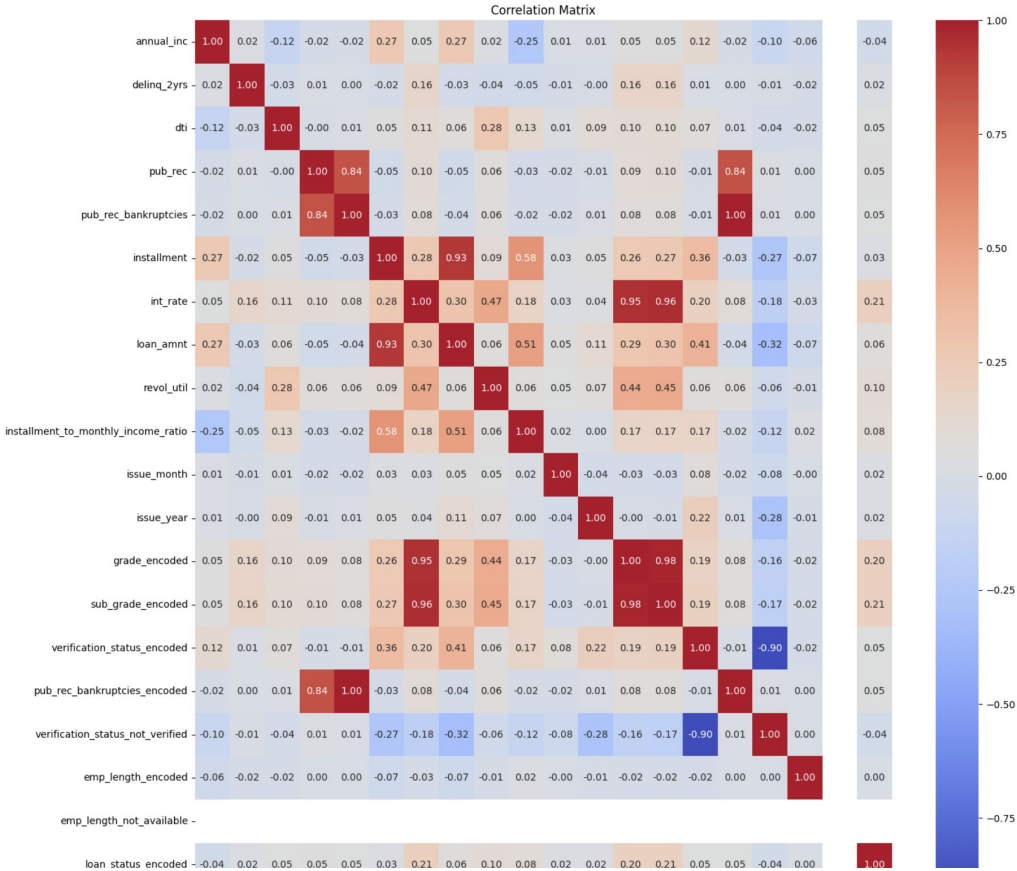 Correlation Matrix
annual_inc 1.00 0.02 -0.12 -0.02 -0.02 0.27 0.05 0.27 0.02 -0.25 0.01 0.01 0.05 0.05 0.12 -0.02 -0.10 -0.06 -0.04
delinq_2yrs 0.02 1.00 -0.03 0.01 0.00 -0.02 0.16 -0.03 -0.04 -0.05 -0.01 -0.00 0.16 0.16 0.01 0.00 -0.01 -0.02 0.02
dti -0.12 -0.03 1.00 -0.00 0.01 0.05 0.11 0.06 0.28 0.13 0.01 0.09 0.10 0.10 0.07 0.01 -0.04 -0.02 0.05
pub_rec -0.02 0.01 -0.00 1.00 0.84 -0.05 0.10 -0.05 0.06 -0.03 -0.02 -0.01 0.09 0.10 -0.01 0.84 0.01 0.00 0.05
pub_rec_bankruptcies -0.02 0.00 0.01 0.84 1.00 -0.03 0.08 -0.04 0.06 -0.02 -0.02 0.01 0.08 0.08 -0.01 1.00 0.01 0.00 0.05
installment 0.27 -0.02 0.05 -0.05 -0.03 1.00 0.28 0.93 0.09 0.58 0.03 0.05 0.26 0.27 0.36 -0.03 -0.27 -0.07 0.03
int_rate 0.05 0.16 0.11 0.10 0.08 0.28 1.00 0.30 0.47 0.18 0.03 0.04 0.95 0.96 0.20 0.08 -0.18 -0.03 0.21
loan_amnt 0.27 -0.03 0.06 -0.05 -0.04 0.93 0.30 1.00 0.06 0.51 0.05 0.11 0.29 0.30 0.41 -0.04 -0.32 -0.07 0.06
revol_util 0.02 -0.04 0.28 0.06 0.06 0.09 0.47 0.06 1.00 0.06 0.05 0.07 0.44 0.45 0.06 0.06 -0.06 -0.01 0.10
installment_to_monthly_income_ratio -0.25 -0.05 0.13 -0.03 -0.02 0.58 0.18 0.51 0.06 1.00 0.02 0.00 0.17 0.17 0.17 -0.02 -0.12 0.02 0.08
issue_month 0.01 -0.01 0.01 -0.02 -0.02 0.03 0.03 0.05 0.05 0.02 1.00 -0.04 -0.03 -0.03 0.08 -0.02 -0.08 -0.00 0.02
issue_year 0.01 -0.00 0.09 -0.01 0.01 0.05 0.04 0.11 0.07 0.00 -0.04 1.00 -0.00 -0.01 0.22 0.01 -0.28 -0.01 0.02
grade_encoded 0.05 0.16 0.10 0.09 0.08 0.26 0.95 0.29 0.44 0.17 -0.03 -0.00 1.00 0.98 0.19 0.08 -0.16 -0.02 0.20
sub_grade_encoded 0.05 0.16 0.10 0.10 0.08 0.27 0.96 0.30 0.45 0.17 -0.03 -0.01 0.98 1.00 0.19 0.08 -0.17 -0.02 0.21
verification_status_encoded 0.12 0.01 0.07 -0.01 -0.01 0.36 0.20 0.41 0.06 0.17 0.08 0.22 0.19 0.19 1.00 -0.01 -0.90 -0.02 0.05
pub_rec_bankruptcies_encoded -0.02 0.00 0.01 0.84 1.00 -0.03 0.08 -0.04 0.06 -0.02 -0.02 0.01 0.08 0.08 -0.01 1.00 0.01 0.00 0.05
verification_status_not_verified -0.10 -0.01 -0.04 0.01 0.01 -0.27 -0.18 -0.32 -0.06 -0.12 -0.08 -0.28 -0.16 -0.17 -0.90 0.01 1.00 0.00 -0.04
emp_length_encoded -0.06 -0.02 -0.02 0.00 0.00 -0.07 -0.03 -0.07 -0.01 0.02 -0.00 -0.01 -0.02 -0.02 -0.02 0.00 0.00 1.00 0.00
emp_length_not_available
loan_status_encoded -0.04 0.02 0.05 0.05 0.05 0.03 0.21 0.06 0.10 0.08 0.02 0.02 0.20 0.21 0.05 0.05 -0.04 0.00 1.00
1.00
0.75
0.50
0.25
0.00
−0.25
−0.50
−0.75